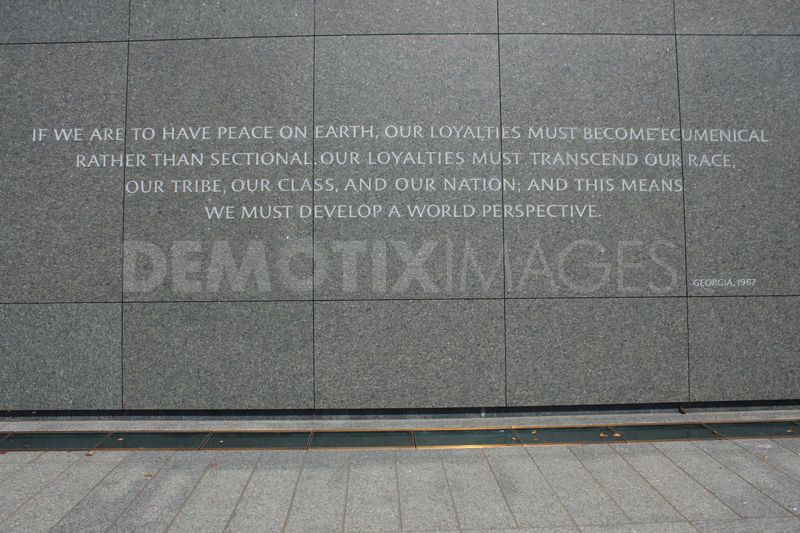 IF WE ARE TO HAVE PEACE ON EARTH, OUR LOYALTIES MUST BECOME ECUMENICAL
RATHER THAN SECTIONAL. OUR LOYALTIES MUST TRANSCEND OUR RACE,
OUR TRIBE, OUR CLASS, AND OUR NATION; AND THIS MEANS
WE MUST DEVELOP A WORLD PERSPECTIVE.
DEMOTIXIMAGES
GEORGIA, 1967